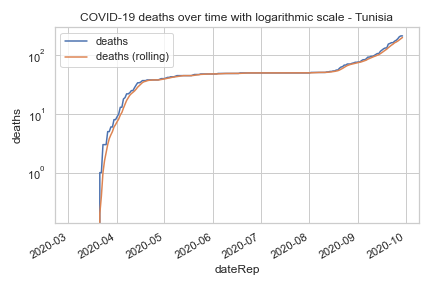 COVID-19 deaths over time with logarithmic scale - Tunisia
deaths
deaths (rolling)
10²
10¹
10⁰
deaths
2020-03
2020-04
2020-05
2020-06
2020-07
2020-08
2020-09
2020-10
dateRep